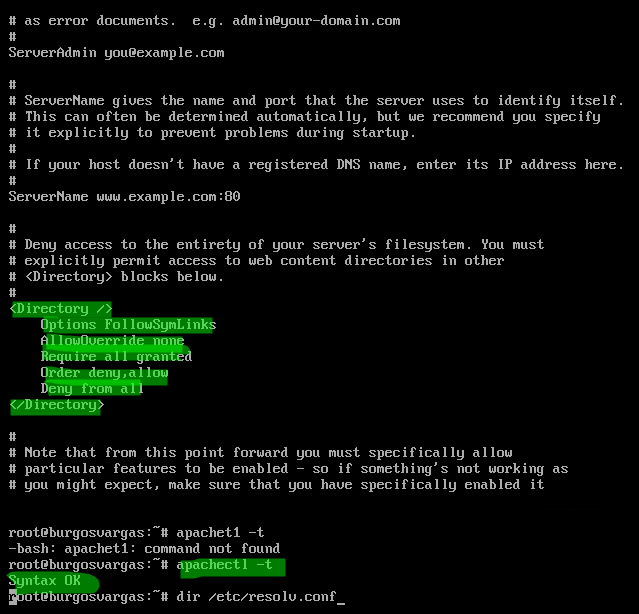 # as error documents.  e.g. admin@your-domain.com
#
ServerAdmin you@example.com
#
# ServerName gives the name and port that the server uses to identify itself.
# This can often be determined automatically, but we recommend you specify
# it explicitly to prevent problems during startup.
#
# If your host doesn't have a registered DNS name, enter its IP address here.
#
ServerName www.example.com:80
#
# Deny access to the entirety of your server's filesystem. You must
# explicitly permit access to web content directories in other
# <Directory> blocks below.
#
<Directory />
    Options FollowSymLinks
    AllowOverride none
    Require all granted
    Order deny,allow
    Deny from all
</Directory>
#
# Note that from this point forward you must specifically allow
# particular features to be enabled - so if something's not working as
# you might expect, make sure that you have specifically enabled it
root@burgosvargas:~# apachet1 -t
-bash: apachet1: command not found
root@burgosvargas:~# apachectl -t
Syntax OK
root@burgosvargas:~# dir /etc/resolv.conf_